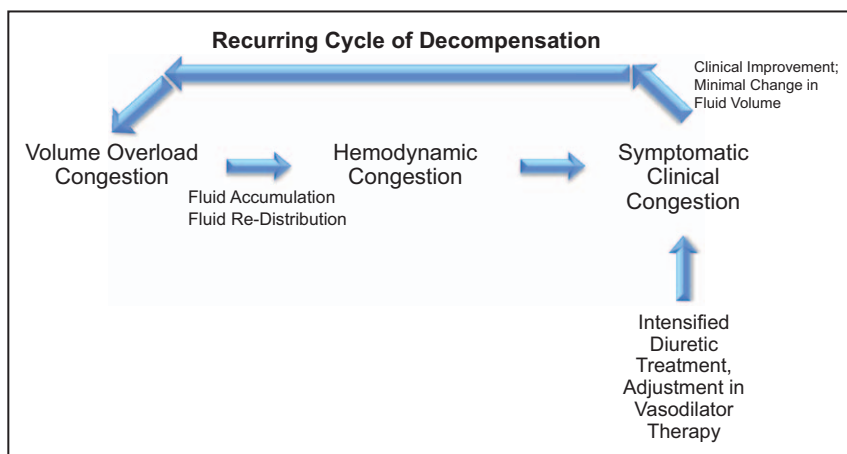 Recurring Cycle of Decompensation
Clinical Improvement;
Minimal Change in
Fluid Volume
Volume Overload
Congestion
Fluid Accumulation
Fluid Re-Distribution
Hemodynamic
Congestion
Symptomatic
Clinical
Congestion
Intensified
Diuretic
Treatment,
Adjustment in
Vasodilator
Therapy